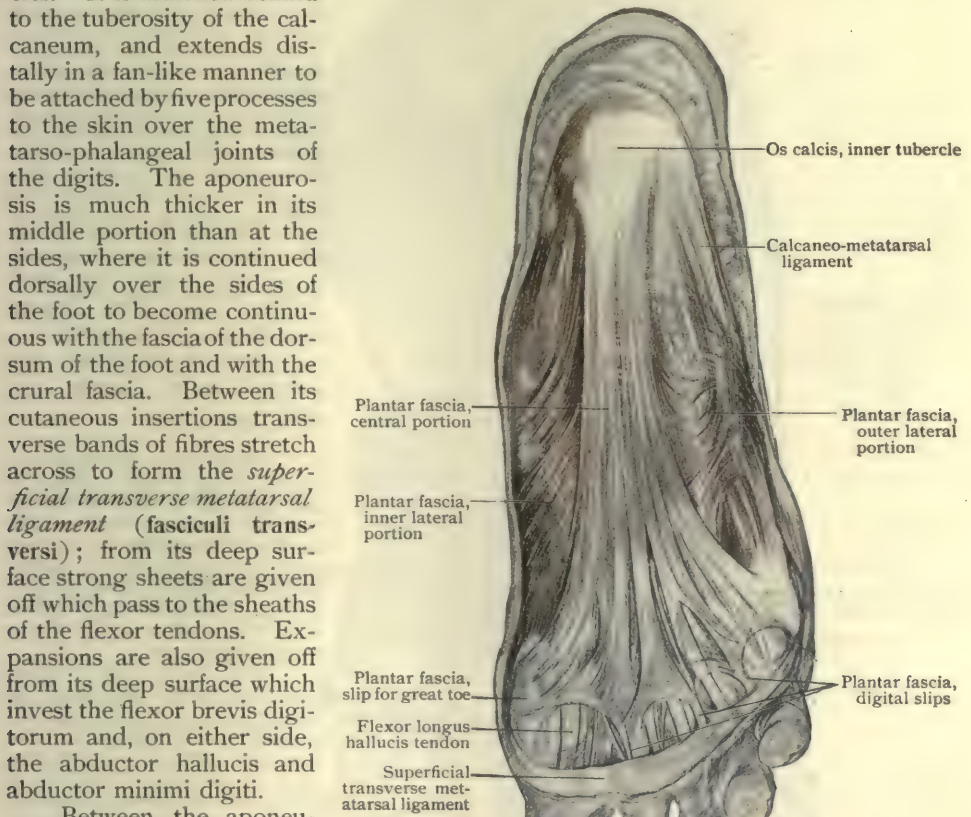 to the tuberosity of the cal-
caneum, and extends dis-
tally in a fan-like manner to
be attached by five processes
to the skin over the meta-
tarso-phalangeal joints of
the digits. The aponeuro-
sis is much thicker in its
middle portion than at the
sides, where it is continued
dorsally over the sides of
the foot to become continu-
ous with the fascia of the dor-
sum of the foot and with the
crural fascia. Between its
cutaneous insertions trans-
verse bands of fibres stretch
across to form the super-
ficial transverse metatarsal
ligament (fasciculi trans-
versi); from its deep sur-
face strong sheets are given
off which pass to the sheaths
of the flexor tendons. Ex-
pansions are also given off
from its deep surface which
invest the flexor brevis digi-
torum and, on either side,
the abductor hallucis and
abductor minimi digiti.
Between the aponeu-
Os calcis, inner tubercle
Calcaneo-metatarsal
ligament
Plantar fascia,
central portion
Plantar fascia,
outer lateral
portion
Plantar fascia,
inner lateral
portion
Plantar fascia,
slip for great toe
Plantar fascia,
digital slips
Flexor longus
hallucis tendon
Superficial
transverse met-
atarsal ligament